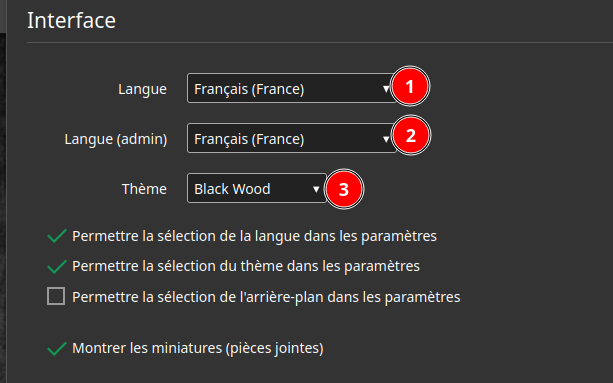 Interface
Langue Français (France) 1
Langue (admin) Français (France) 2
Thème Black Wood 3
Permettre la sélection de la langue dans les paramètres
Permettre la sélection du thème dans les paramètres
Permettre la sélection de l'arrière-plan dans les paramètres
Montrer les miniatures (pièces jointes)